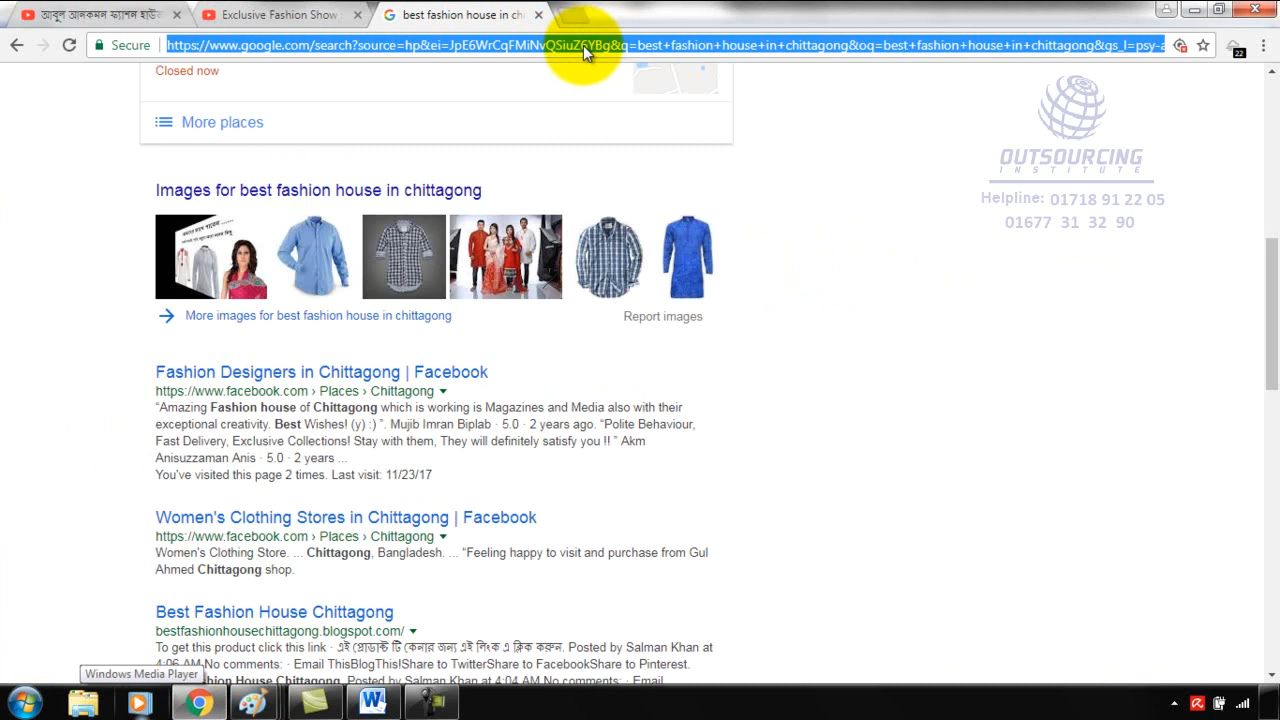 আবুল আলকমল ফ্যাশন হাউজ
Exclusive Fashion Show
best fashion house in ch
Secure
https://www.google.com/search?source=hp&ei=JpE6WrCqFMiNvQSiuZ6YBg&q=best+fashion+house+in+chittagong&oq=best+fashion+house+in+chittagong&gs_l=psy-a
22
Closed now
More places
OUTSOURCING
INSTITUTE
Helpline: 01718 91 22 05
01677 31 32 90
Images for best fashion house in chittagong
More images for best fashion house in chittagong
Report images
Fashion Designers in Chittagong | Facebook
https://www.facebook.com › Places › Chittagong
“Amazing Fashion house of Chittagong which is working is Magazines and Media also with their
exceptional creativity. Best Wishes! (y) :) ”. Mujib Imran Biplab · 5.0 · 2 years ago. “Polite Behaviour,
Fast Delivery, Exclusive Collections! Stay with them, They will definitely satisfy you !! ” Akm
Anisuzzaman Anis · 5.0 · 2 years ...
You've visited this page 2 times. Last visit: 11/23/17
Women's Clothing Stores in Chittagong | Facebook
https://www.facebook.com › Places › Chittagong
Women's Clothing Store. ... Chittagong, Bangladesh. ... “Feeling happy to visit and purchase from Gul
Ahmed Chittagong shop.
Best Fashion House Chittagong
bestfashionhousechittagong.blogspot.com/
To get this product click this link · এই প্রোডাক্ট টি কেনার জন্য এই লিংক এ ক্লিক করুন. Posted by Salman Khan at
4:06 AM No comments: · Email ThisBlogThis!Share to TwitterShare to FacebookShare to Pinterest.
Fashion House Chittagong. Posted by Salman Khan at 4:04 AM No comments: · Email
Windows Media Player